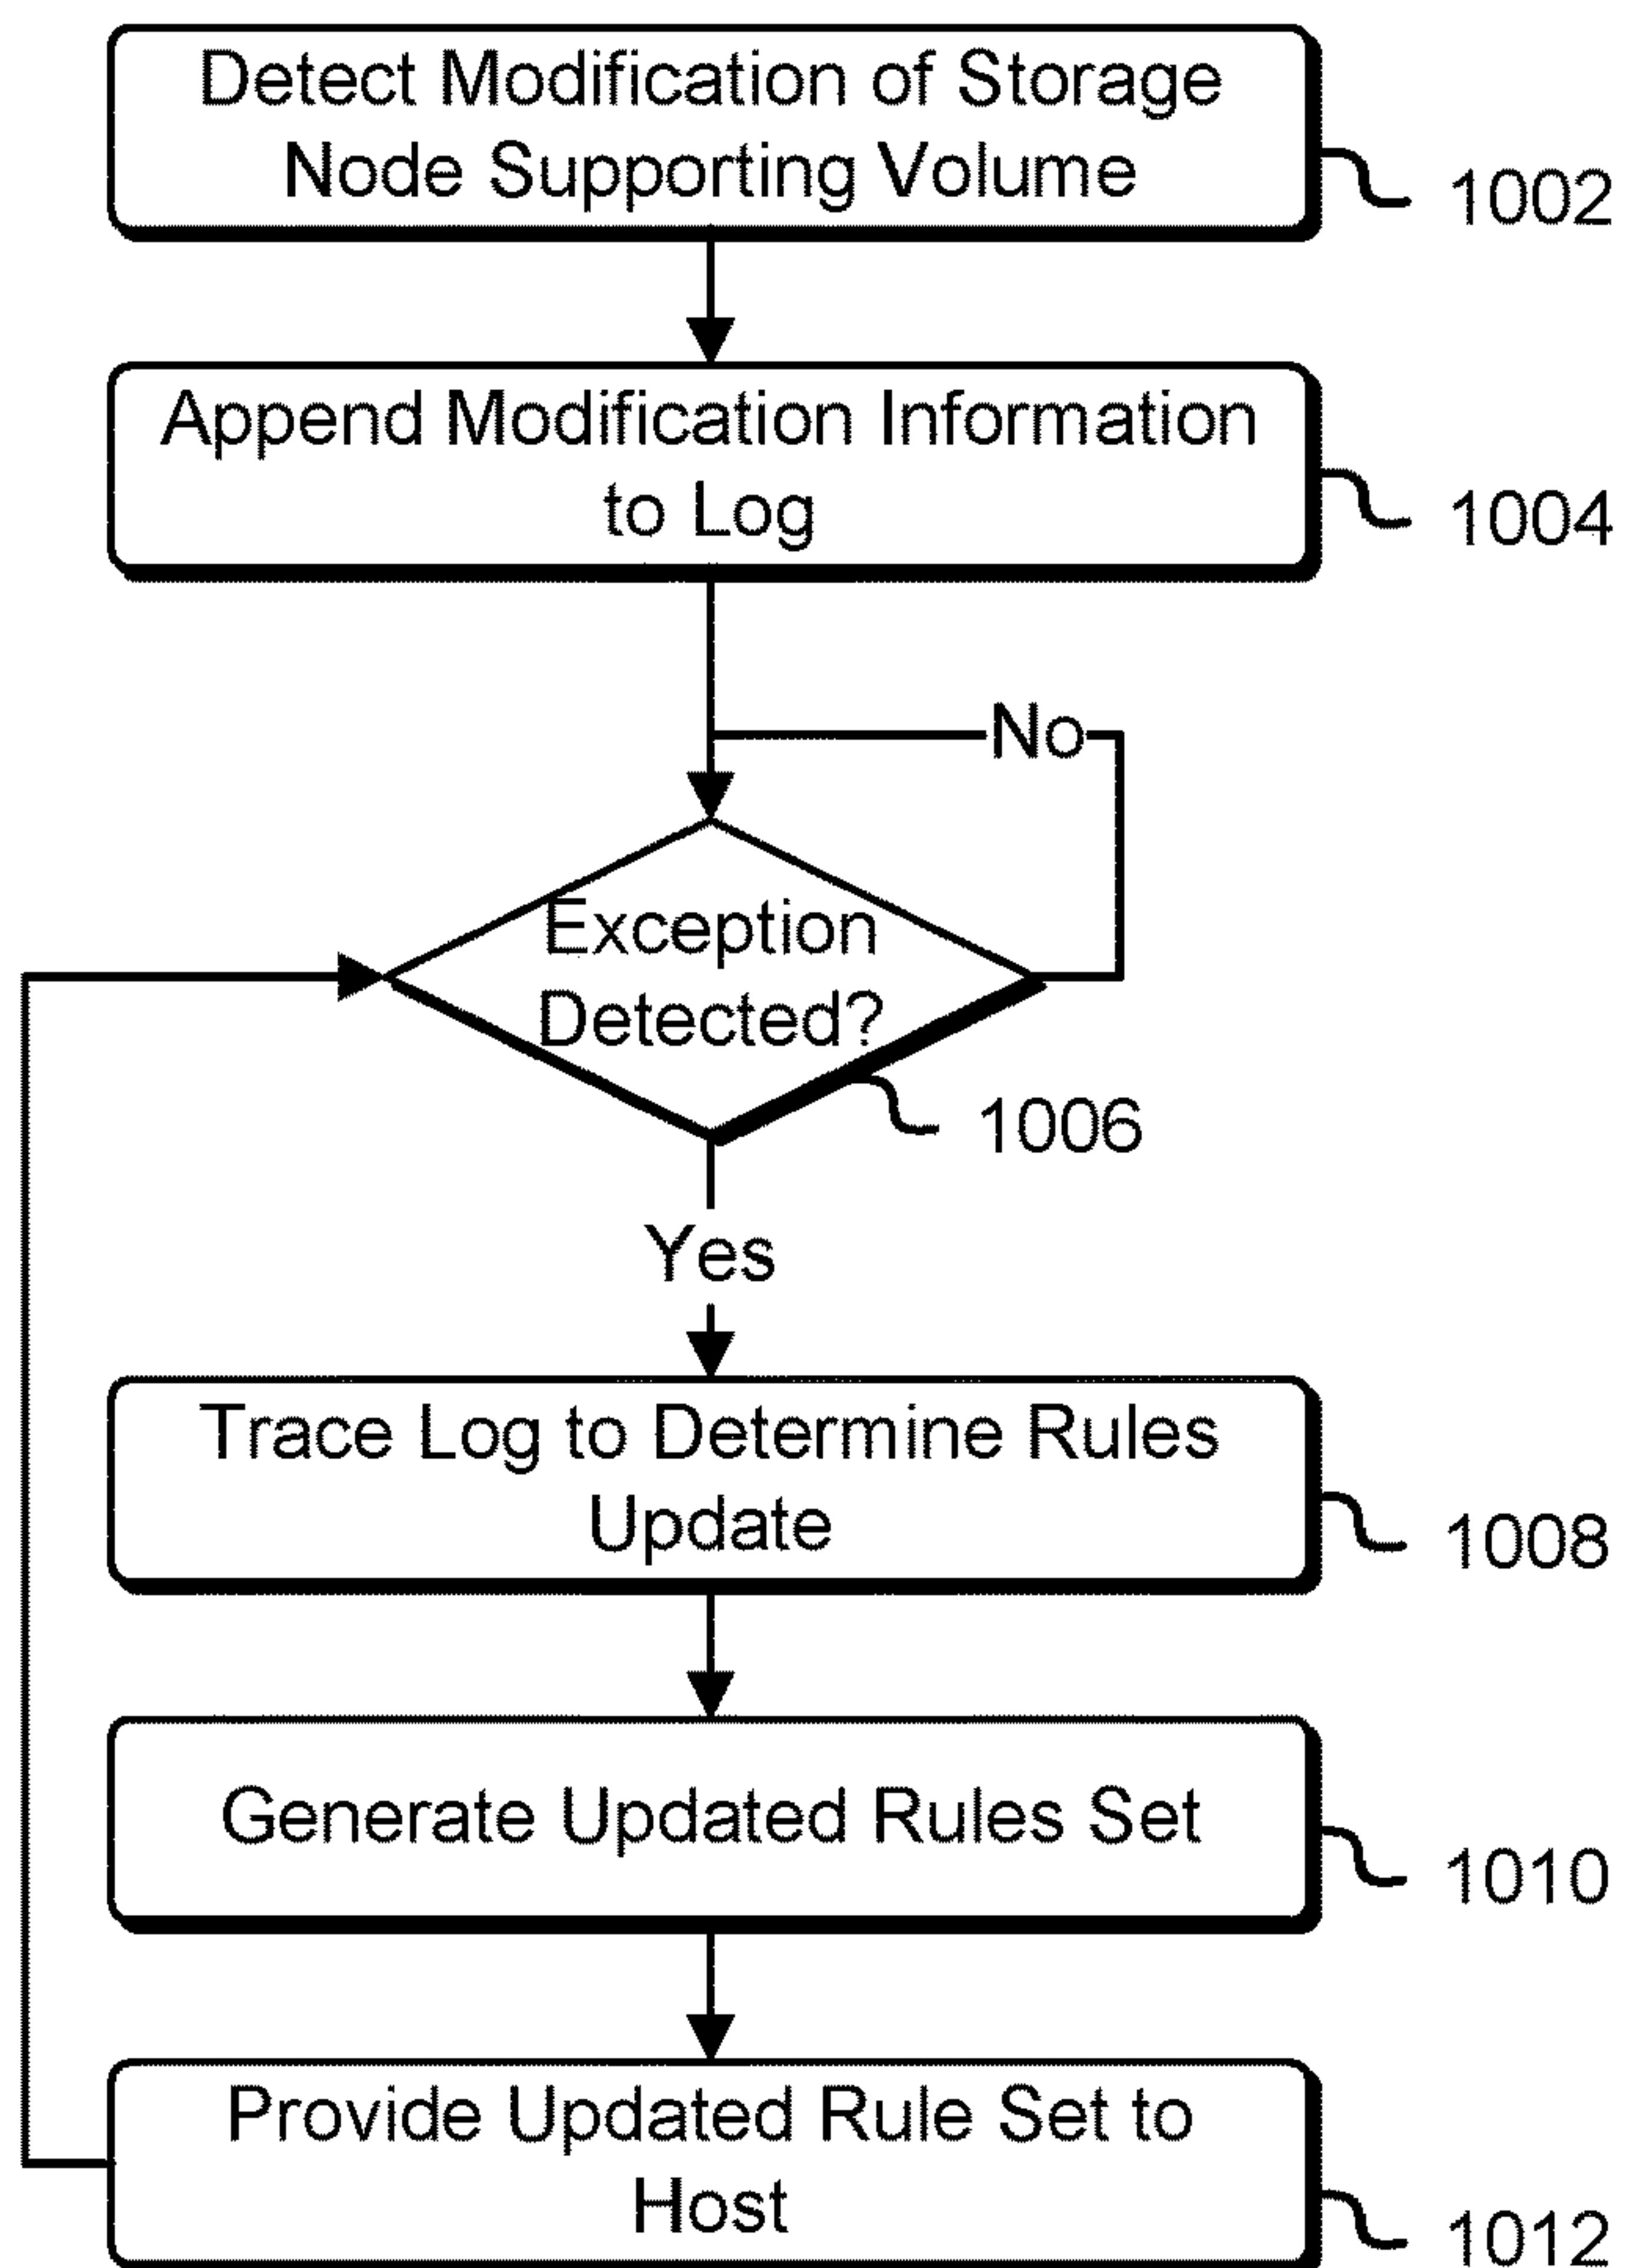 Detect Modification of Storage
Node Supporting Volume
1002
Append Modification Information
to Log
1004
No
Exception
Detected?
1006
Yes
Trace Log to Determine Rules
Update
1008
Generate Updated Rules Set
1010
Provide Updated Rule Set to
Host
1012